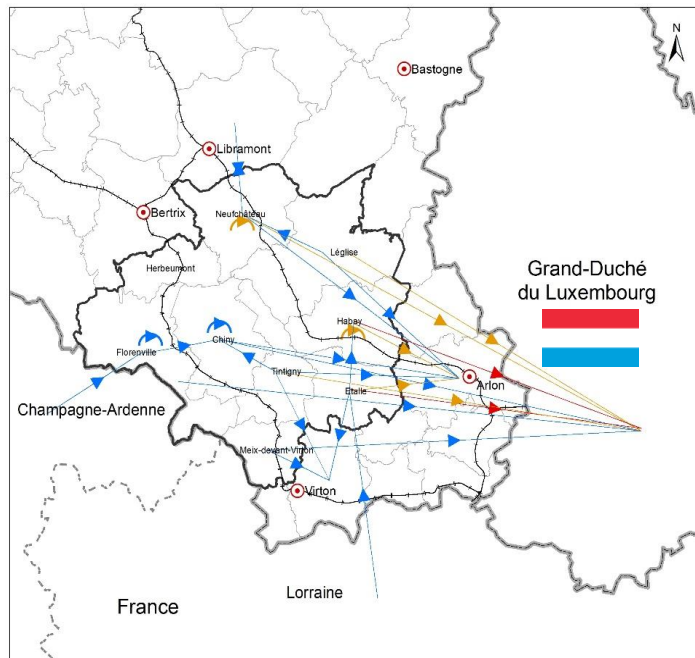 N
Bastogne
Libramont
Bertrix
Neufchâteau
Léglise
Herbeumont
Grand-Duché
du Luxembourg
Habay
Chiny
Florenville
Tintigny
Arlon
Etalle
Champagne-Ardenne
Meix-devant-Virton
Virton
Lorraine
France